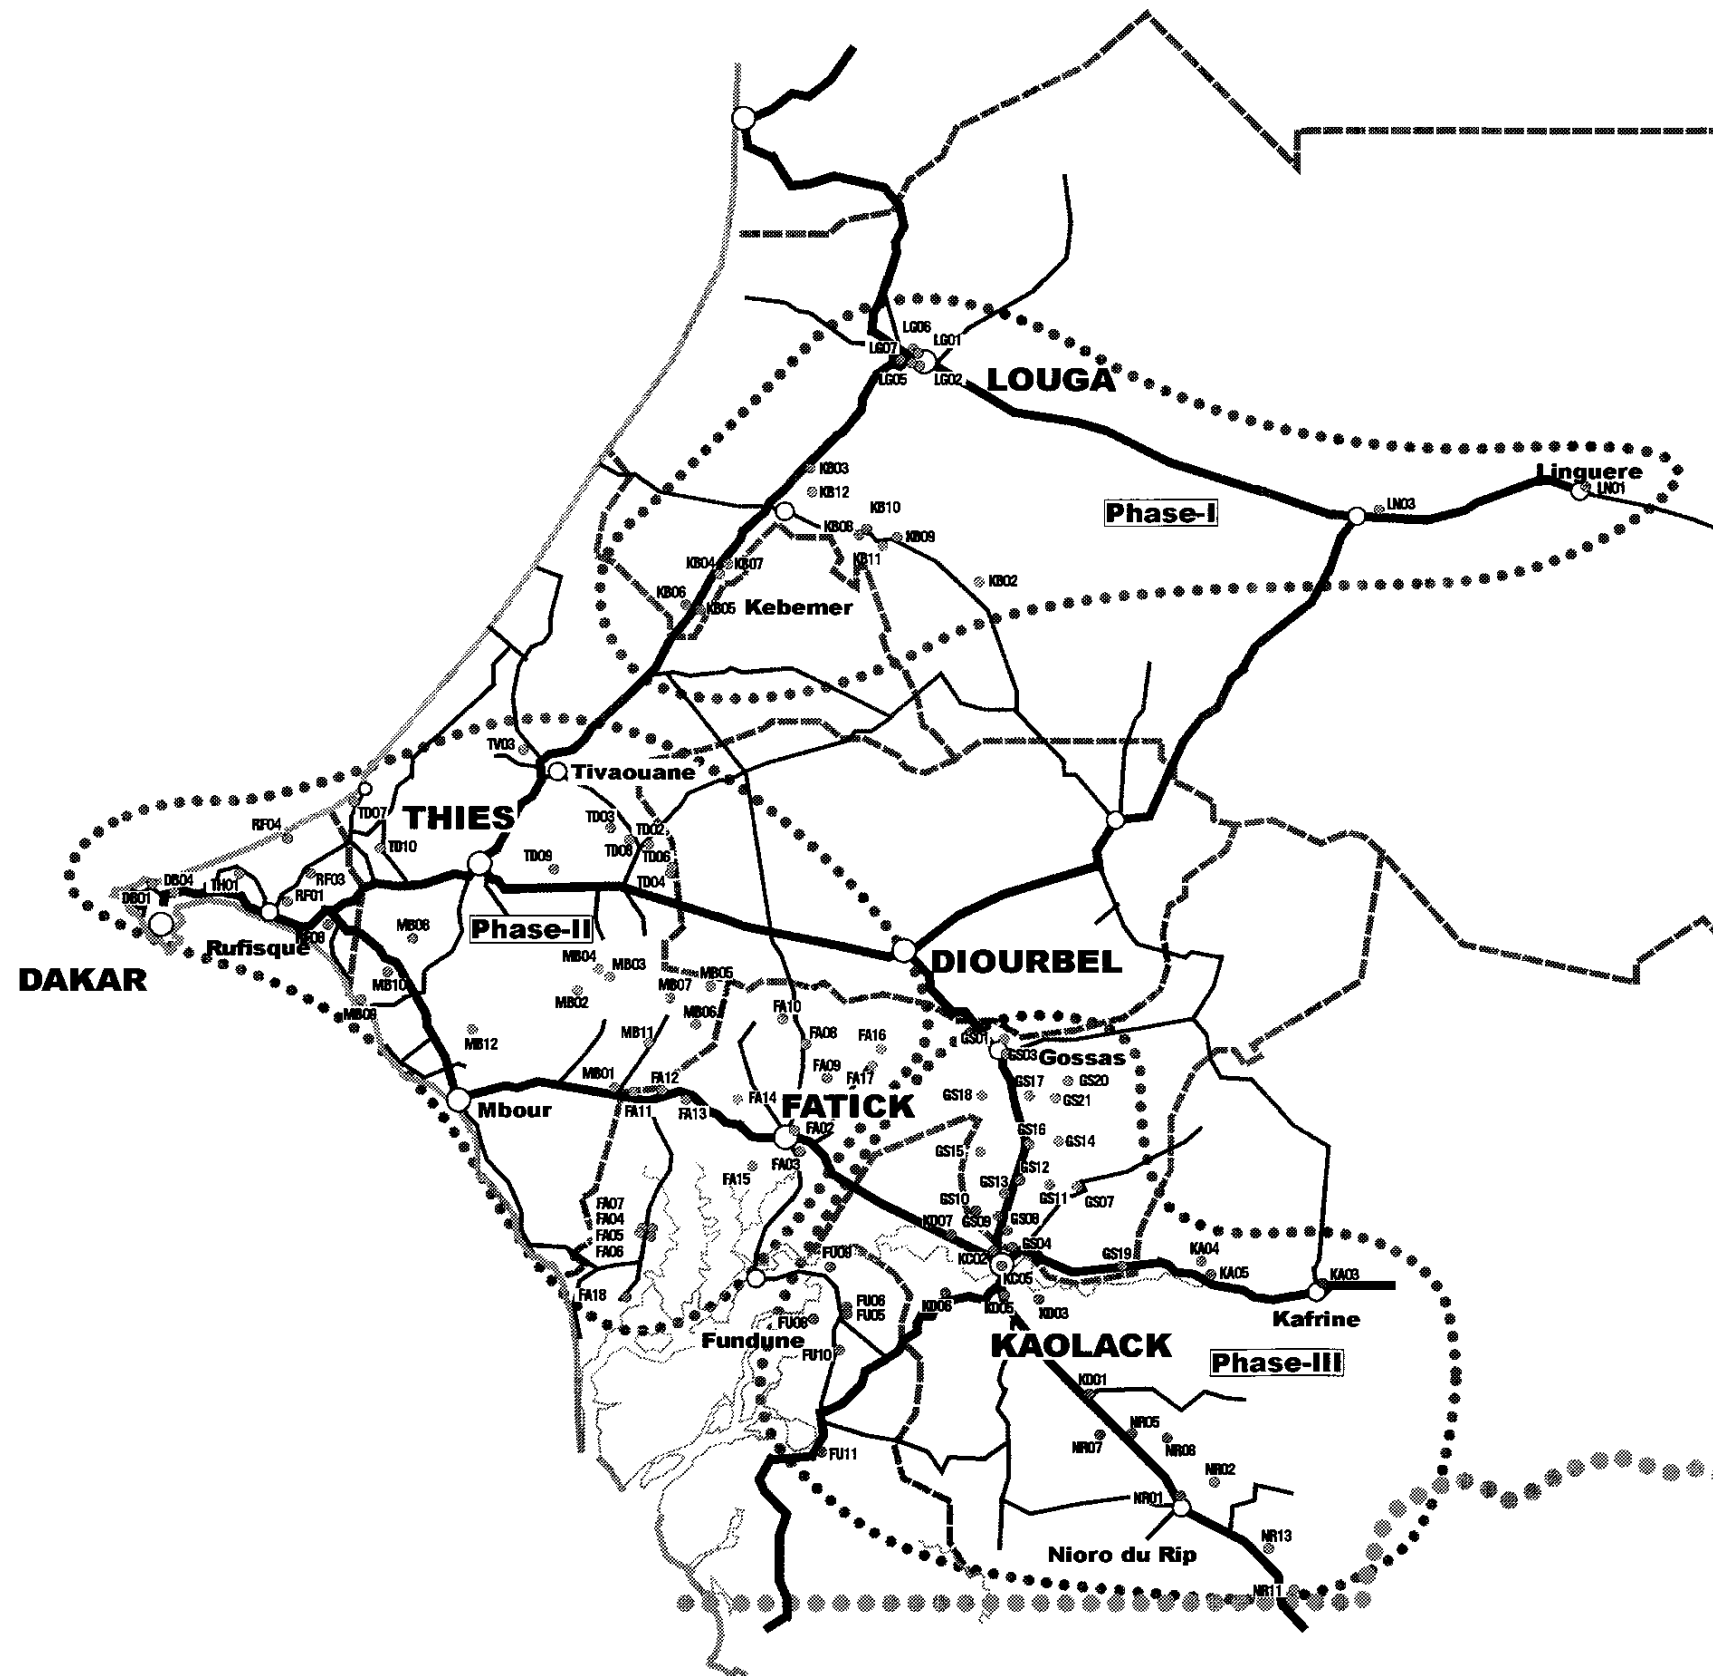 LG06
LG01
LG07
LG05
LG02
LOUGA
KB03
KB12
Linguere
LN01
LN03
Phase-I
KB10
KB08
KB09
KB11
KB04
KB07
KB02
KB06
KB05
Kebemer
TV03
Tivaouane
THIES
TD07
TD03
TD02
RF04
TD10
TD08
TD06
TD09
TD04
DB04
TH01
RF03
DB01
RF01
Phase-II
MB08
Rufisque
DAKAR
DIOURBEL
MB04
MB03
MB10
MB07
MB05
MB02
MB09
MB06
FA10
MB12
MB11
FA08
FA16
GS01
GS03
Gossas
FA09
FA17
MB01
FA12
GS17
GS20
GS18
GS21
Mbour
FA11
FA13
FA14
FATICK
FA02
GS16
GS14
GS15
FA03
GS12
FA15
GS13
GS11
GS07
GS10
FA07
FA04
FA05
FA06
GS09
GS08
KD07
GS04
KC02
GS19
KA04
KC05
KA05
KA03
FU09
FA18
KD06
KD05
KD03
FU06
FU05
FU08
Kafrine
Fundune
KAOLACK
FU10
Phase-III
KD01
NR05
NR07
NR08
FU11
NR02
NR01
NR13
Nioro du Rip
NR11